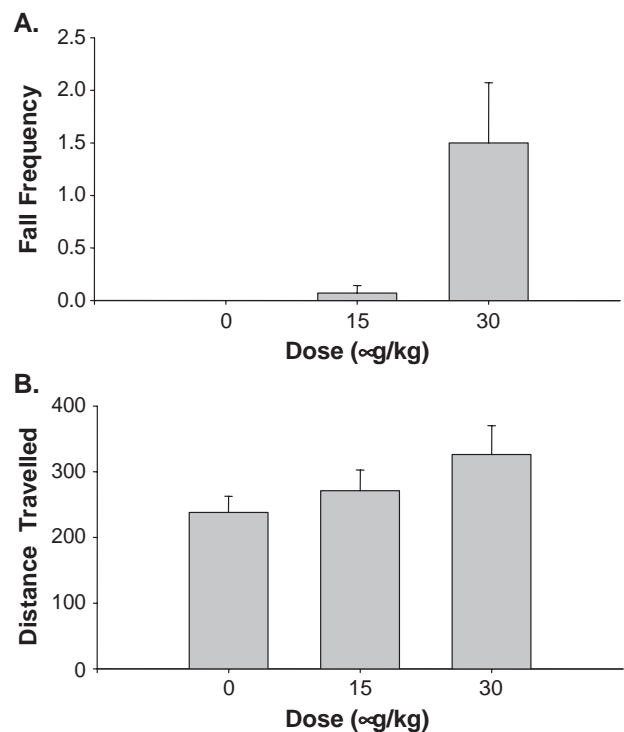 A.
2.5
2.0
1.5
1.0
0.5
0.0
Fall Frequency
0 15 30
Dose (∝g/kg)
B.
400
300
200
100
0
Distance Travelled
0 15 30
Dose (∝g/kg)